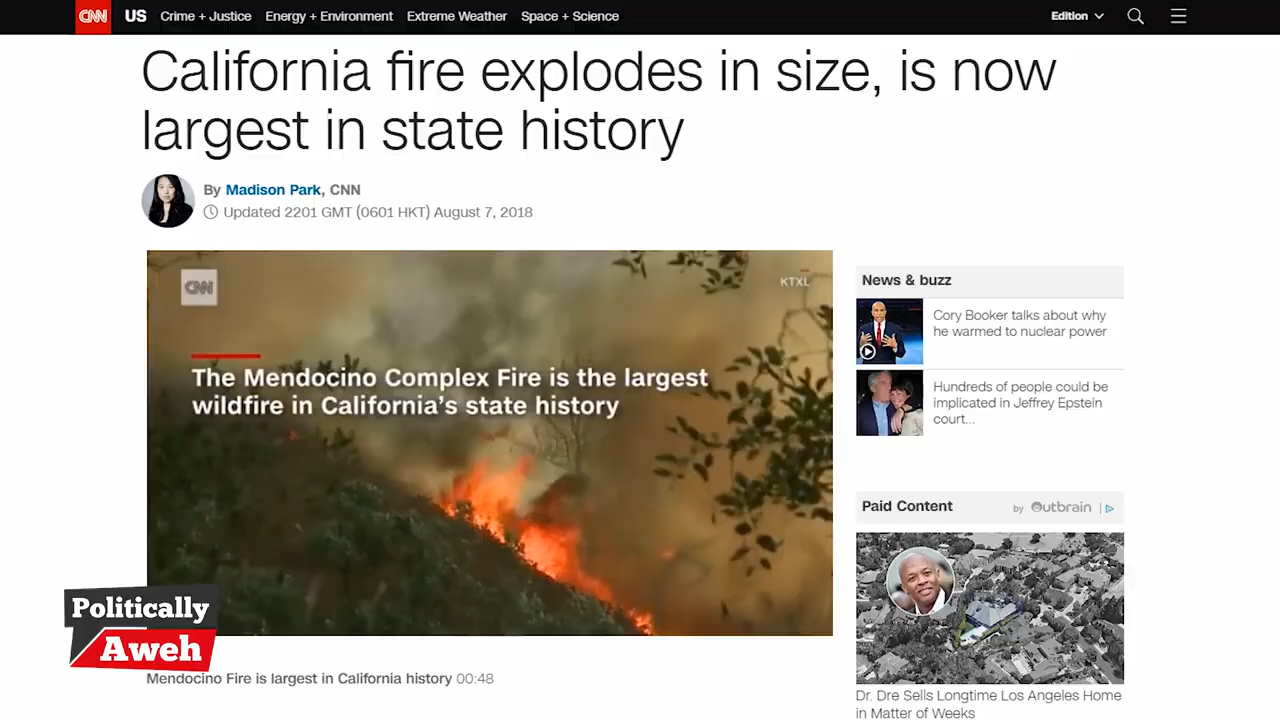 CNN US Crime + Justice Energy + Environment Extreme Weather Space + Science Edition
California fire explodes in size, is now
largest in state history
By Madison Park, CNN
Updated 2201 GMT (0601 HKT) August 7, 2018
CNN
KTXL
The Mendocino Complex Fire is the largest
wildfire in California's state history
Mendocino Fire is largest in California history 00:48
News & buzz
Cory Booker talks about why
he warmed to nuclear power
Hundreds of people could be
implicated in Jeffrey Epstein
court...
Paid Content by Outbrain
Dr. Dre Sells Longtime Los Angeles Home
in Matter of Weeks
Politically
Aweh